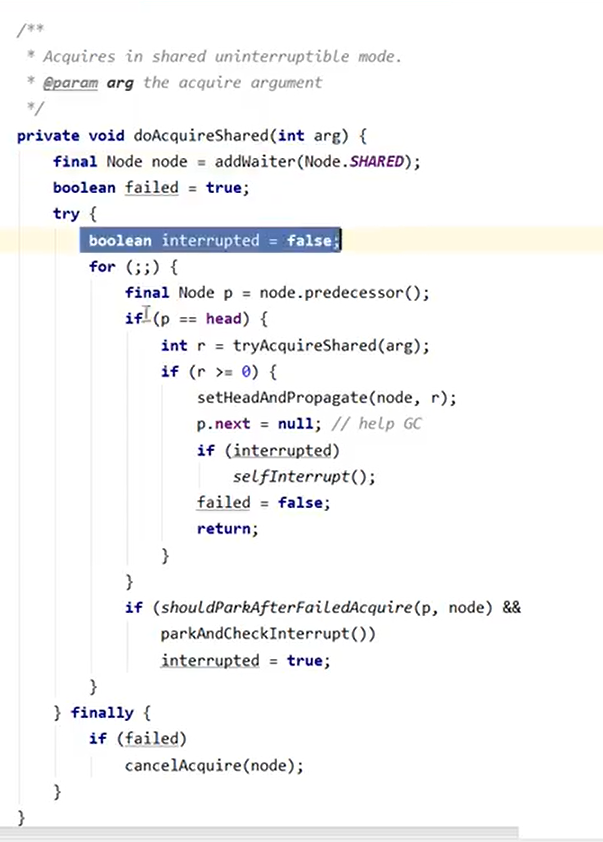 /**
 * Acquires in shared uninterruptible mode.
 * @param arg the acquire argument
 */
private void doAcquireShared(int arg) {
    final Node node = addWaiter(Node.SHARED);
    boolean failed = true;
    try {
        boolean interrupted = false;
        for (;;) {
            final Node p = node.predecessor();
            if (p == head) {
                int r = tryAcquireShared(arg);
                if (r >= 0) {
                    setHeadAndPropagate(node, r);
                    p.next = null; // help GC
                    if (interrupted)
                        selfInterrupt();
                    failed = false;
                    return;
                }
            }
            if (shouldParkAfterFailedAcquire(p, node) &&
                parkAndCheckInterrupt())
                interrupted = true;
        }
    } finally {
        if (failed)
            cancelAcquire(node);
    }
}